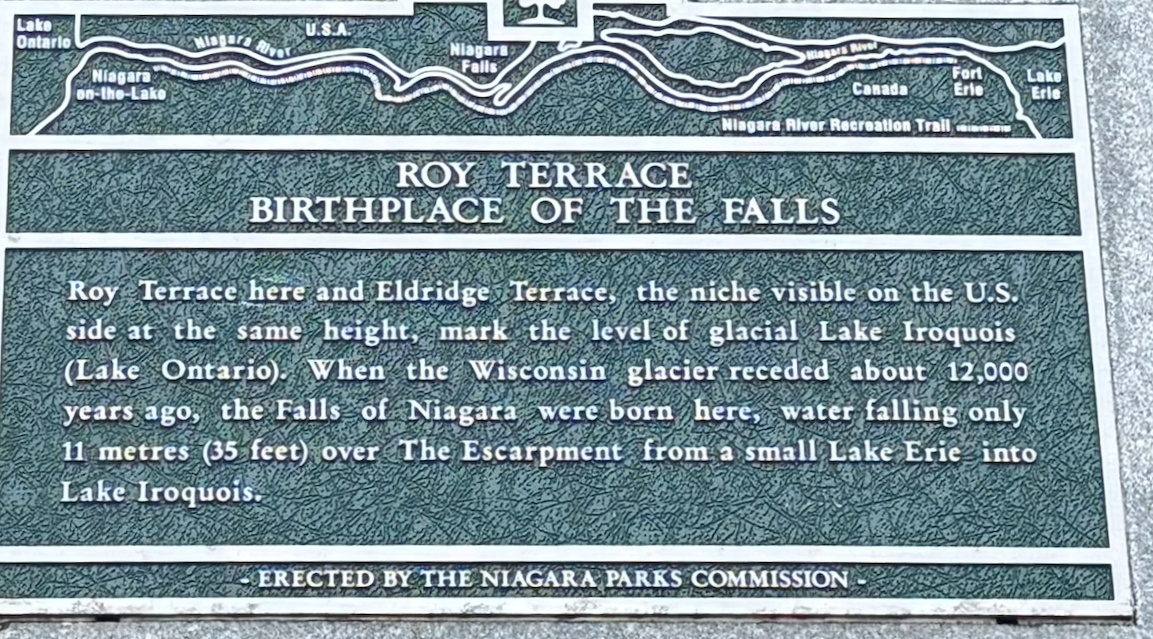 Lake
Ontario
U.S.A.
Niagara River
Niagara
Falls
Niagara River
Niagara
on-the-Lake
Fort
Erie
Lake
Erie
Canada
Niagara River Recreation Trail
ROY TERRACE
BIRTHPLACE OF THE FALLS
Roy Terrace here and Eldridge Terrace, the niche visible on the U.S.
side at the same height, mark the level of glacial Lake Iroquois
(Lake Ontario). When the Wisconsin glacier receded about 12,000
years ago, the Falls of Niagara were born here, water falling only
11 metres (35 feet) over The Escarpment from a small Lake Erie into
Lake Iroquois.
- ERECTED BY THE NIAGARA PARKS COMMISSION -